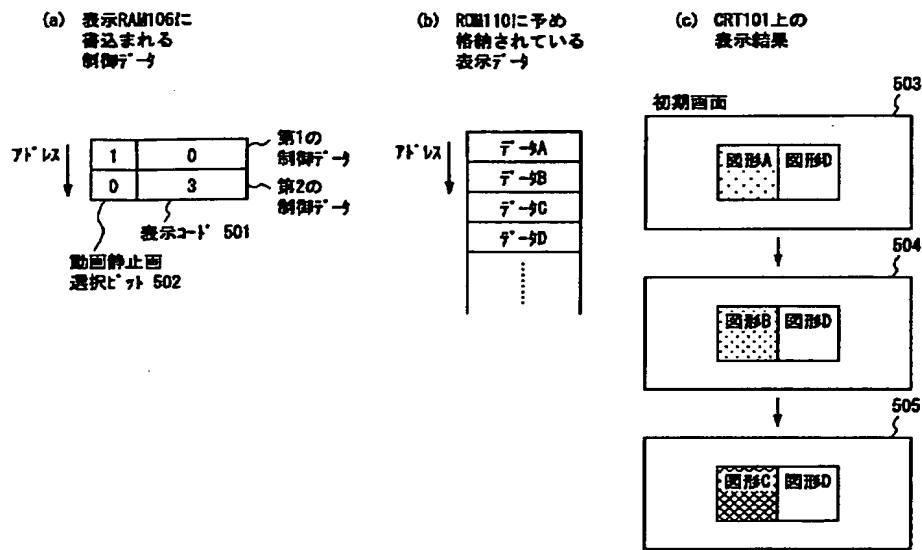 (a) 表示RAM106に
書込まれる
制御データ
アドレス
1 0
0 3
第1の
制御データ
第2の
制御データ
表示コード 501
動画静止画
選択ビット 502
(b) ROM110に予め
格納されている
表示データ
アドレス
データA
データB
データC
データD
(c) CRT101上の
表示結果
503
初期画面
図形A 図形D
504
図形B 図形D
505
図形C 図形D